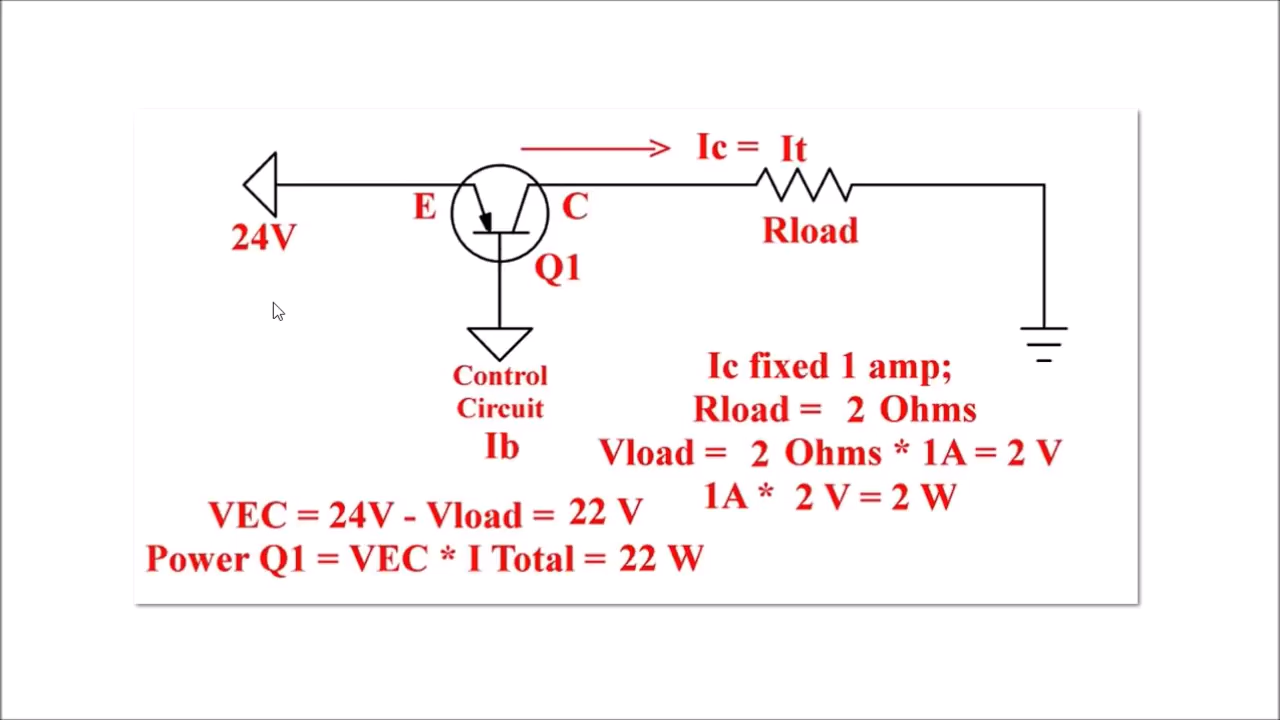 Ic = It
E
C
24V
Rload
Q1
Control
Circuit
Ib
Ic fixed 1 amp;
Rload = 2 Ohms
Vload = 2 Ohms * 1A = 2 V
1A * 2 V = 2 W
VEC = 24V - Vload = 22 V
Power Q1 = VEC * I Total = 22 W